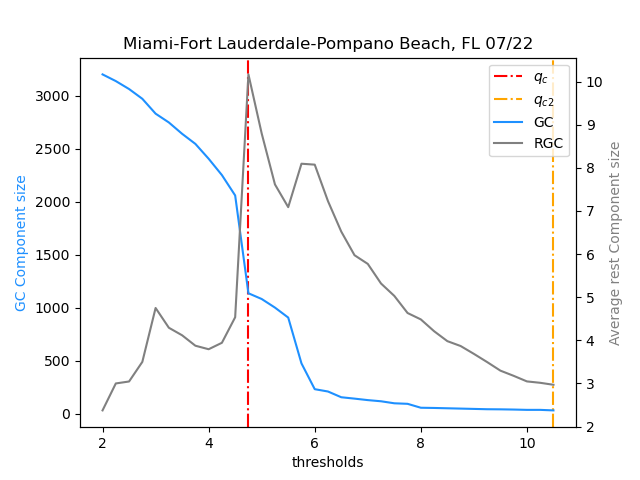 Miami-Fort Lauderdale-Pompano Beach, FL 07/22
GC Component size
3000
2500
2000
1500
1000
500
0
2
4
6
8
10
thresholds
10
9
8
7
6
5
4
3
2
Average rest Component size
q_c
q_c2
GC
RGC